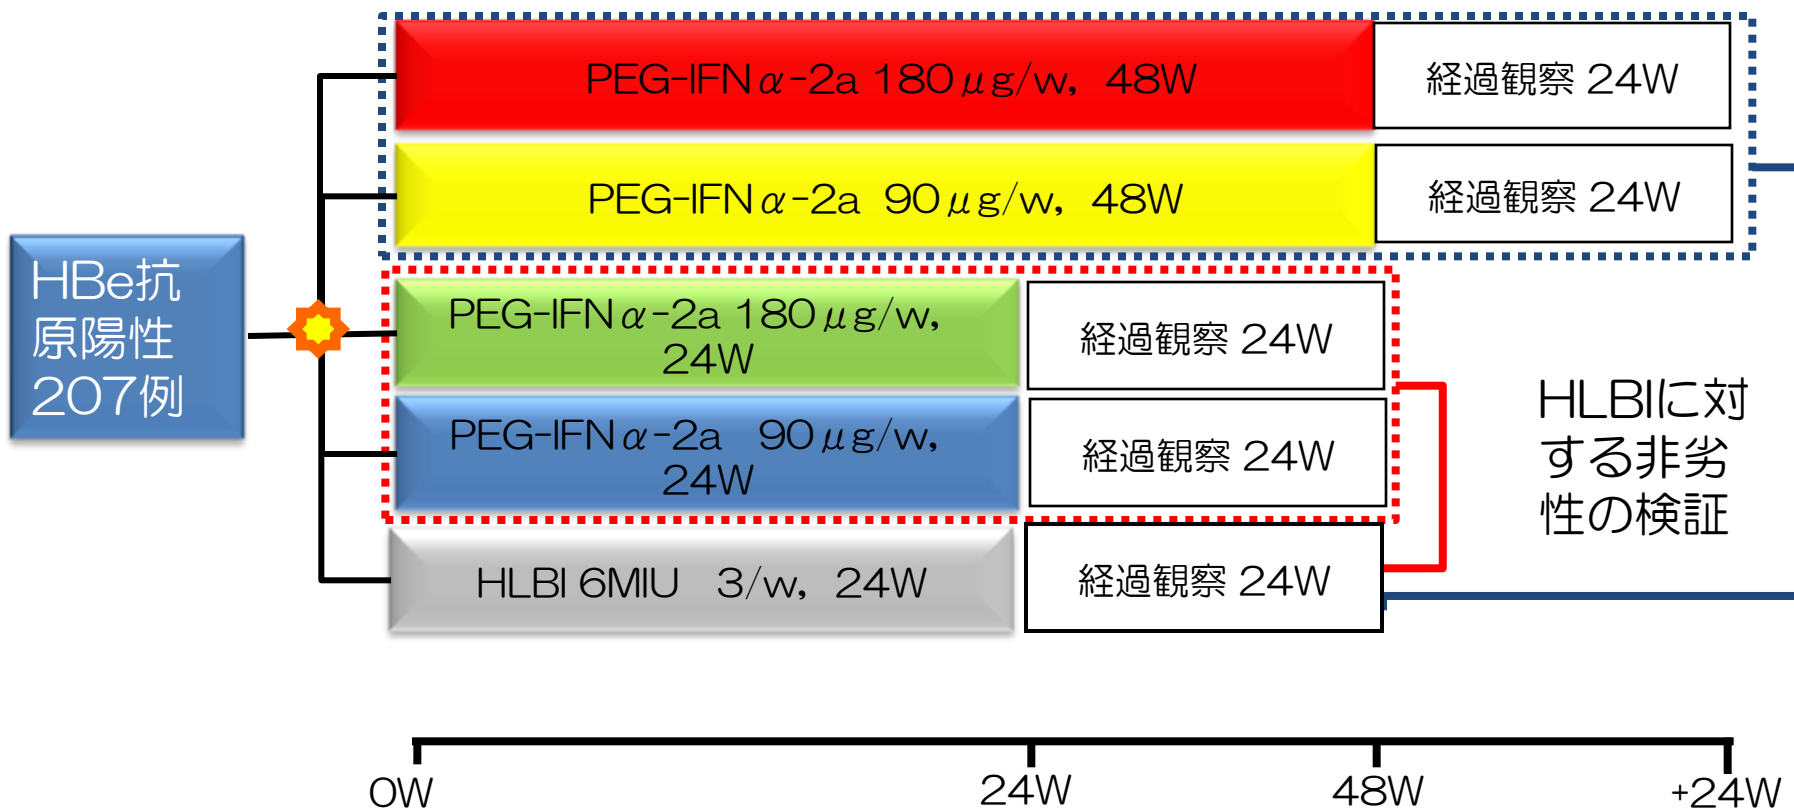 PEG-IFNα-2a 180μg/w, 48W
経過観察 24W
PEG-IFNα-2a 90μg/w, 48W
経過観察 24W
HBe抗
原陽性
207例
PEG-IFNα-2a 180μg/w,
24W
経過観察 24W
PEG-IFNα-2a 90μg/w,
24W
経過観察 24W
HLBI 6MIU 3/w, 24W
経過観察 24W
HLBIに対
する非劣
性の検証
0W
24W
48W
+24W